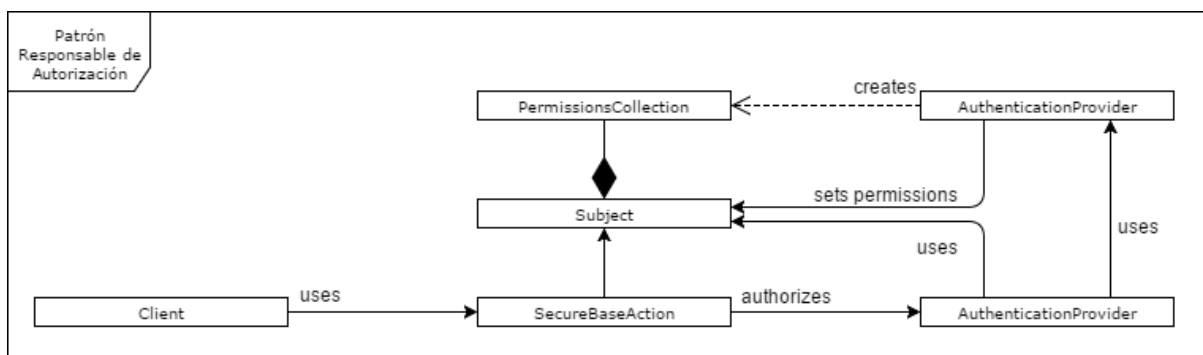 Patrón
Responsable de
Autorización
creates
PermissionsCollection
AuthenticationProvider
sets permissions
Subject
uses
uses
uses
authorizes
Client
SecureBaseAction
AuthenticationProvider